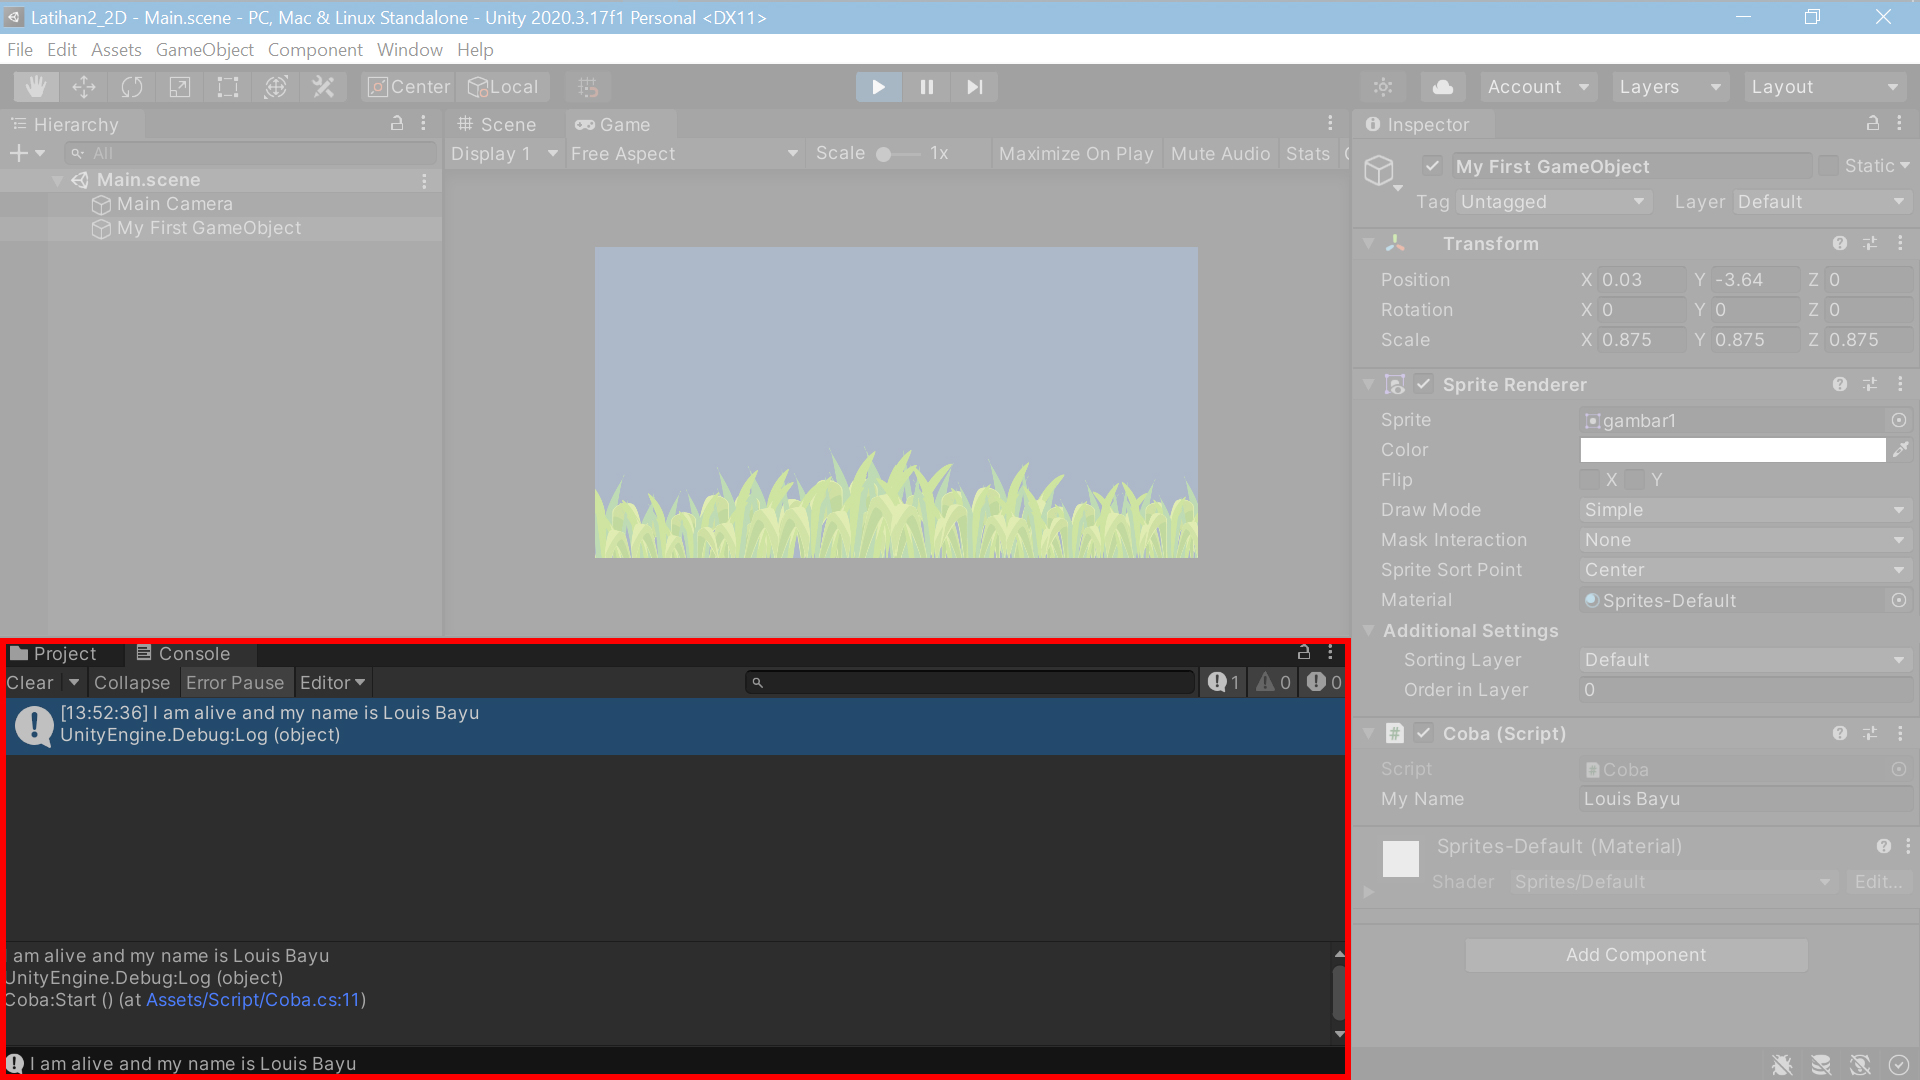 Latihan2_2D - Main.scene - PC, Mac & Linux Standalone - Unity 2020.3.17f1 Personal <DX11>
File Edit Assets GameObject Component Window Help
Center Local Account Layers Layout
Hierarchy
All
Main.scene
Main Camera
My First GameObject
Scene Game
Display 1 Free Aspect Scale 1x Maximize On Play Mute Audio Stats
Inspector
My First GameObject Static
Tag Untagged Layer Default
Transform
Position X 0.03 Y -3.64 Z 0
Rotation X 0 Y 0 Z 0
Scale X 0.875 Y 0.875 Z 0.875
Sprite Renderer
Sprite gambar1
Color
Flip X Y
Draw Mode Simple
Mask Interaction None
Sprite Sort Point Center
Material Sprites-Default
Additional Settings
Sorting Layer Default
Order in Layer 0
Coba (Script)
Script # Coba
My Name Louis Bayu
Sprites-Default (Material)
Shader Sprites/Default Edit...
Add Component
Project Console
Clear Collapse Error Pause Editor 1 0 0
[13:52:36] I am alive and my name is Louis Bayu
UnityEngine.Debug:Log (object)
I am alive and my name is Louis Bayu
UnityEngine.Debug:Log (object)
Coba:Start () (at Assets/Script/Coba.cs:11)
I am alive and my name is Louis Bayu